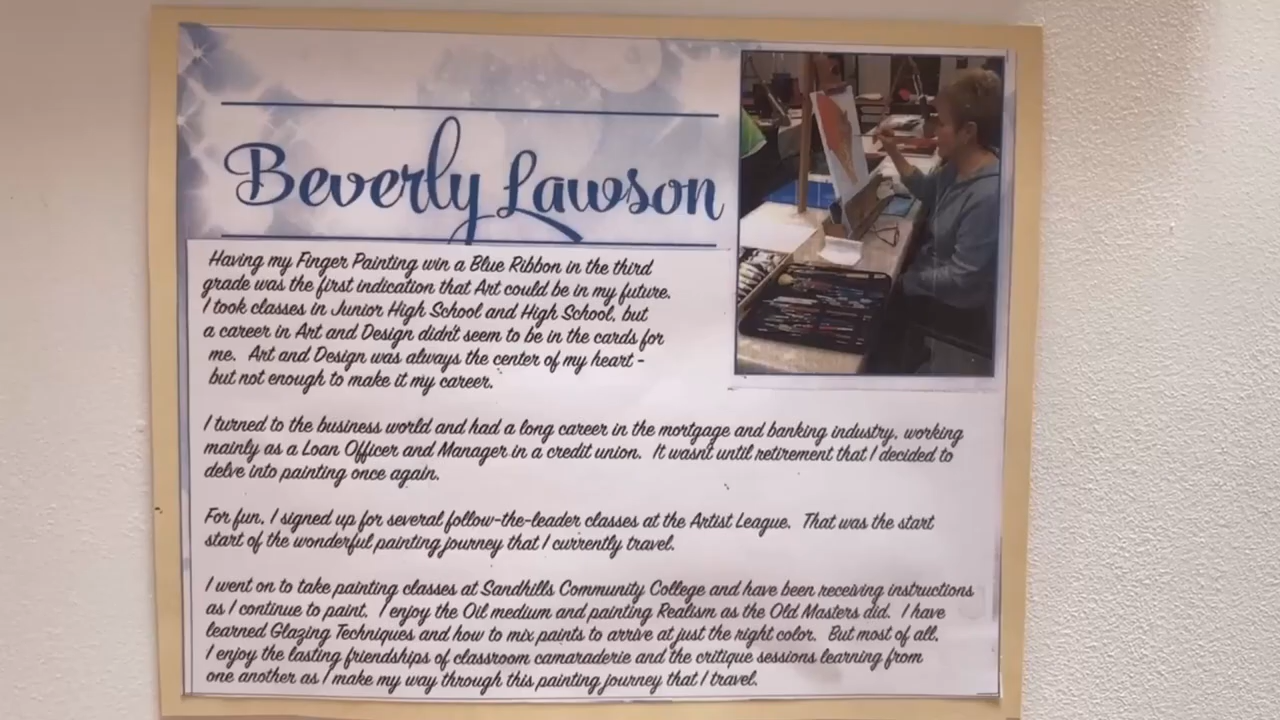 Beverly Lawson
Having my Finger Painting win a Blue Ribbon in the third
grade was the first indication that Art could be in my future.
I took classes in Junior High School and High School, but
a career in Art and Design didn't seem to be in the cards for
me. Art and Design was always the center of my heart -
but not enough to make it my career.
I turned to the business world and had a long career in the mortgage and banking industry, working
mainly as a Loan Officer and Manager in a credit union. It wasn't until retirement that I decided to
delve into painting once again.
For fun, I signed up for several follow-the-leader classes at the Artist League. That was the start
start of the wonderful painting journey that I currently travel.
I went on to take painting classes at Sandhills Community College and have been receiving instructions
as I continue to paint. I enjoy the Oil medium and painting Realism as the Old Masters did. I have
learned Glazing Techniques and how to mix paints to arrive at just the right color. But most of all,
I enjoy the lasting friendships of classroom camaraderie and the critique sessions learning from
one another as I make my way through this painting journey that I travel.